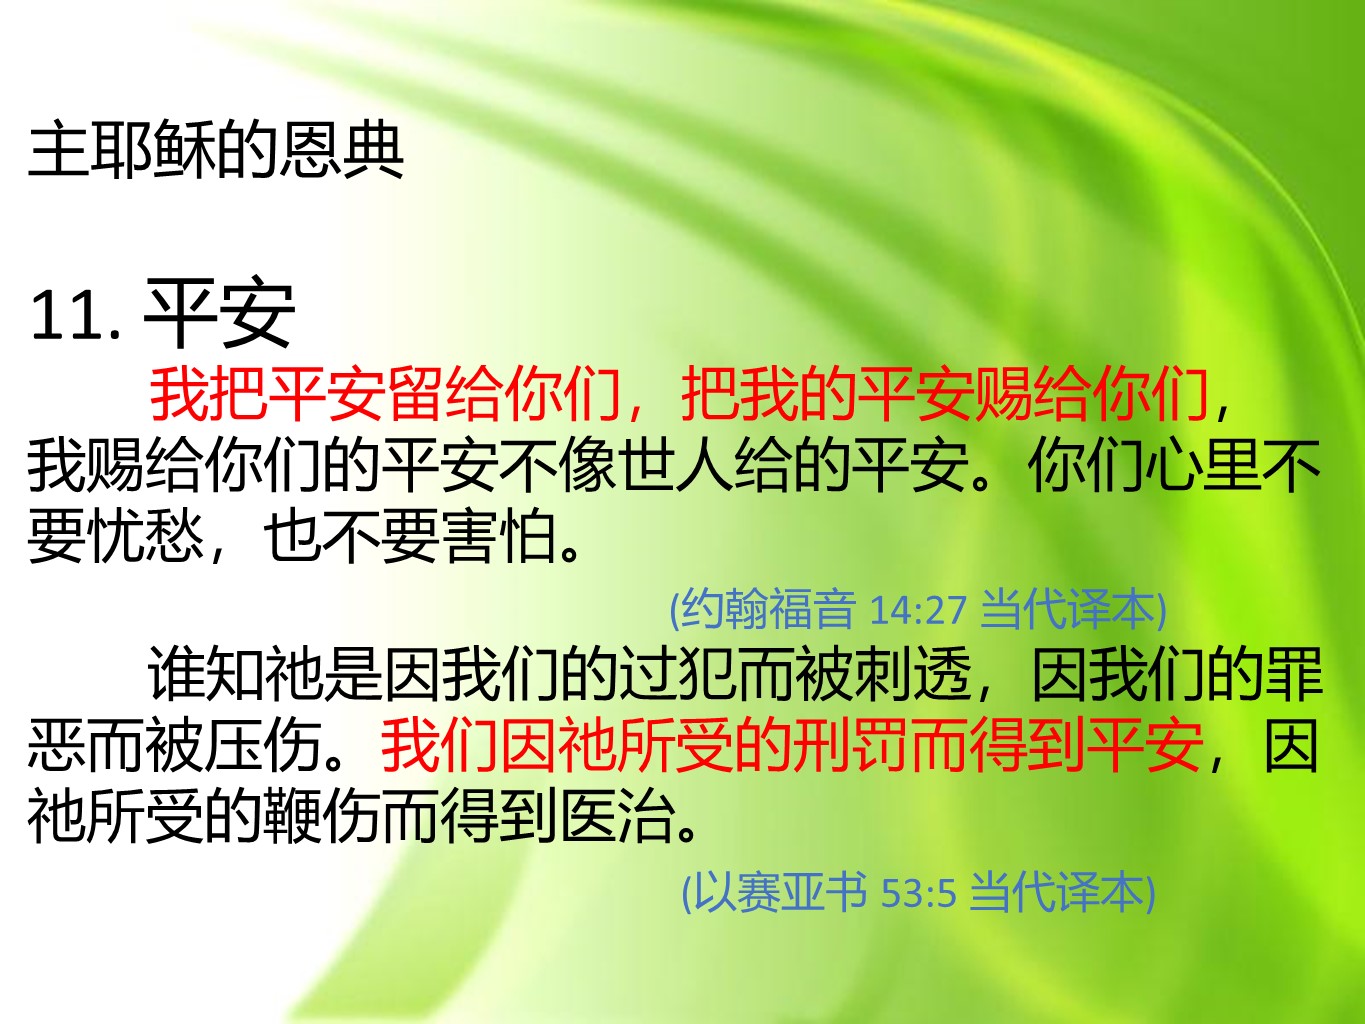 主耶稣的恩典
11. 平安
我把平安留给你们，把我的平安赐给你们，
我赐给你们的平安不像世人给的平安。你们心里不
要忧愁，也不要害怕。
(约翰福音 14:27 当代译本)
谁知祂是因我们的过犯而被刺透，因我们的罪
恶而被压伤。我们因祂所受的刑罚而得到平安，因
祂所受的鞭伤而得到医治。
(以赛亚书 53:5 当代译本)